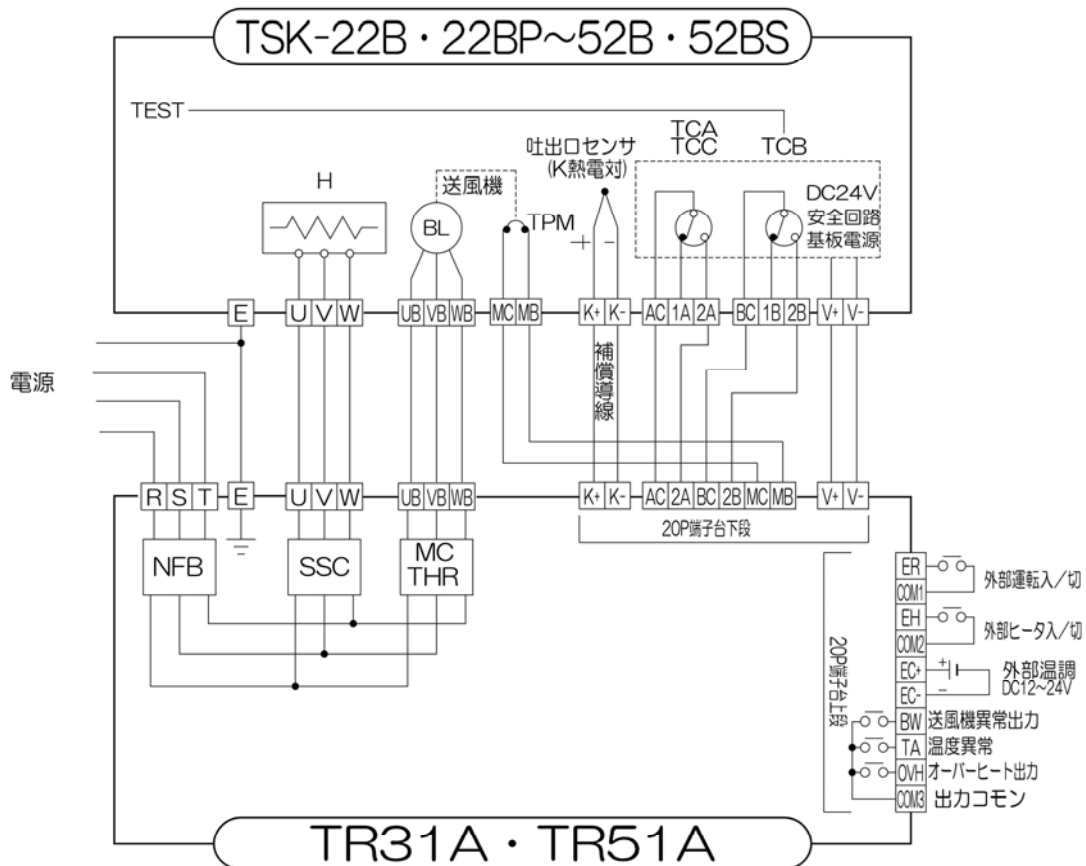 TSK-22B・22BP～52B・52BS
TEST
TCA
TCC
TCB
吐出口センサ
(K熱電対)
H
送風機
BL
TPM
DC24V
安全回路
基板電源
+ -
E U V W UB VB WB MC MB K+ K- AC 1A 2A BC 1B 2B V+ V-
補償導線
電源
R S T E U V W UB VB WB K+ K- AC 2A BC 2B MC MB V+ V-
20P端子台下段
NFB
SSC
MC
THR
20P端子台上段
ER
COM1
外部運転入／切
EH
COM2
外部ヒータ入／切
EC+ +
EC- -
外部温調
DC12～24V
BW 送風機異常出力
TA 温度異常
OVH オーバーヒート出力
COM3 出力コモン
TR31A・TR51A